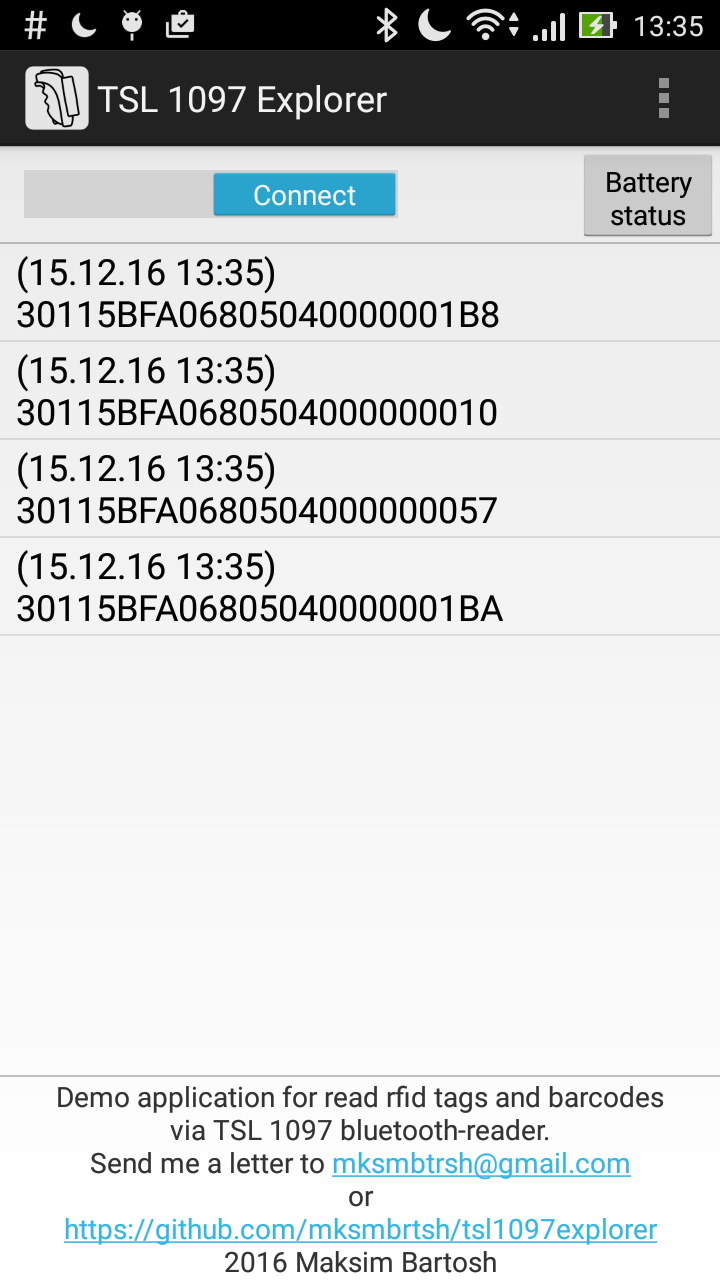 13:35
TSL 1097 Explorer
Connect
Battery
status
(15.12.16 13:35)
30115BFA06805040000001B8
(15.12.16 13:35)
30115BFA0680504000000010
(15.12.16 13:35)
30115BFA0680504000000057
(15.12.16 13:35)
30115BFA06805040000001BA
Demo application for read rfid tags and barcodes
via TSL 1097 bluetooth-reader.
Send me a letter to mksmbtrsh@gmail.com
or
https://github.com/mksmbrtsh/tsl1097explorer
2016 Maksim Bartosh